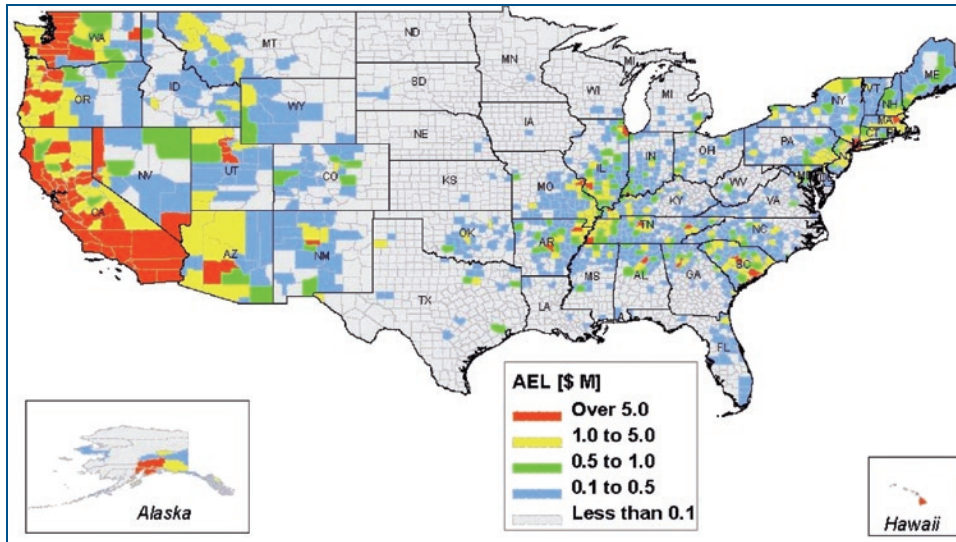 WA
MT
ND
MN
OR
ID
SD
WI
MI
MI
NY
VT
ME
NH
MA
CT
WY
NE
IA
PA
NV
UT
CO
KS
MO
IL
IN
OH
WV
VA
KY
CA
AZ
NM
OK
AR
TN
NC
SC
TX
LA
MS
AL
GA
FL
AEL [$ M]
Over 5.0
1.0 to 5.0
0.5 to 1.0
0.1 to 0.5
Less than 0.1
Alaska
Hawaii